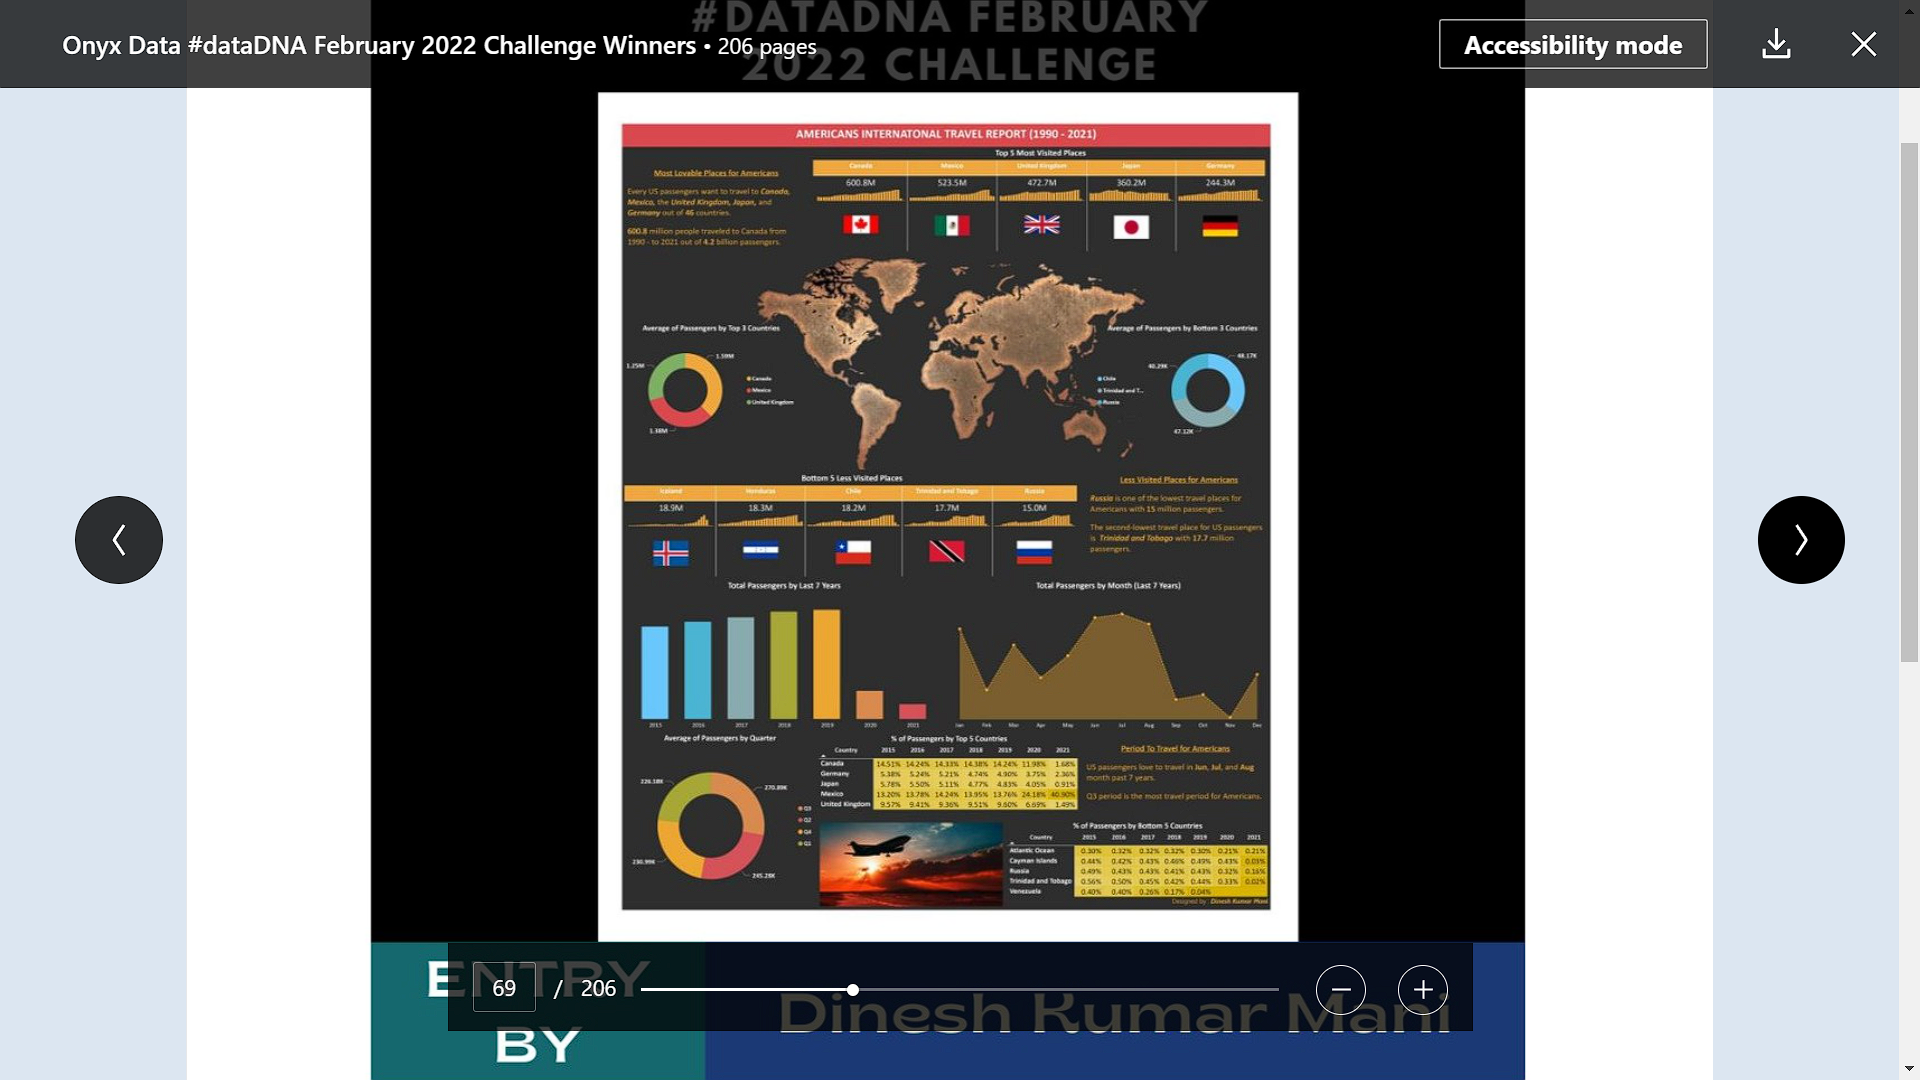 #DATADNA FEBRUARY
2022 CHALLENGE
Onyx Data #dataDNA February 2022 Challenge Winners • 206 pages
Accessibility mode
AMERICANS INTERNATONAL TRAVEL REPORT (1990 - 2021)
Top 5 Most Visited Places
Canada Mexico United Kingdom Japan Germany
600.8M 523.5M 472.7M 360.2M 244.3M
Most Lovable Places for Americans
Every US passengers want to travel to Canada,
Mexico, the United Kingdom, Japan, and
Germany out of 46 countries.
600.8 million people traveled to Canada from
1990 - to 2021 out of 4.2 billion passengers.
Average of Passengers by Top 3 Countries
1.59M
1.25M
1.38M
Canada
Mexico
United Kingdom
Average of Passengers by Bottom 3 Countries
48.17K
40.29K
47.12K
Chile
Trinidad and T...
Russia
Bottom 5 Less Visited Places
Iceland Honduras Chile Trinidad and Tobago Russia
18.9M 18.3M 18.2M 17.7M 15.0M
Less Visited Places for Americans
Russia is one of the lowest travel places for
Americans with 15 million passengers.
The second-lowest travel place for US passengers
is Trinidad and Tobago with 17.7 million
passengers.
Total Passengers by Last 7 Years
2015 2016 2017 2018 2019 2020 2021
Total Passengers by Month (Last 7 Years)
Jan Feb Mar Apr May Jun Jul Aug Sep Oct Nov Dec
Average of Passengers by Quarter
226.18K
270.89K
230.99K
245.28K
Q3
Q2
Q4
Q1
% of Passengers by Top 5 Countries
Country 2015 2016 2017 2018 2019 2020 2021
Canada 14.51% 14.24% 14.33% 14.38% 14.24% 11.98% 1.68%
Germany 5.38% 5.24% 5.21% 4.74% 4.90% 3.75% 2.36%
Japan 5.78% 5.50% 5.11% 4.77% 4.83% 4.05% 0.91%
Mexico 13.20% 13.78% 14.24% 13.95% 13.76% 24.18% 40.90%
United Kingdom 9.57% 9.41% 9.36% 9.51% 9.60% 6.69% 1.49%
Period To Travel for Americans
US passengers love to travel in Jun, Jul, and Aug
month past 7 years.
Q3 period is the most travel period for Americans.
% of Passengers by Bottom 5 Countries
Country 2015 2016 2017 2018 2019 2020 2021
Atlantic Ocean 0.30% 0.32% 0.32% 0.32% 0.30% 0.21% 0.21%
Cayman Islands 0.44% 0.42% 0.43% 0.46% 0.49% 0.43% 0.03%
Russia 0.49% 0.43% 0.43% 0.41% 0.43% 0.32% 0.16%
Trinidad and Tobago 0.56% 0.50% 0.45% 0.42% 0.44% 0.33% 0.02%
Venezuela 0.40% 0.40% 0.26% 0.17% 0.04%
Designed by : Dinesh Kumar Mani
ENTRY
BY
Dinesh Kumar Mani
69 / 206